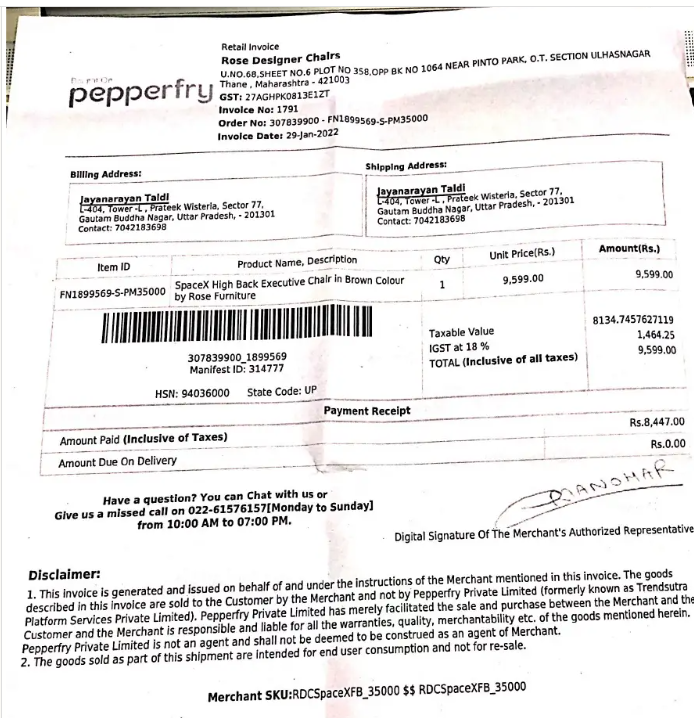 Retail Invoice
Rose Designer Chairs
U.NO.68,SHEET NO.6 PLOT NO 358,OPP BK NO 1064 NEAR PINTO PARK, O.T. SECTION ULHASNAGAR
Thane , Maharashtra - 421003
pepperfry
GST: 27AGHPK0813E1ZT
Invoice No: 1791
Order No: 307839900 - FN1899569-S-PM35000
Invoice Date: 29-Jan-2022
Billing Address:
Jayanarayan Taldi
L-404, Tower -L , Prateek Wisteria, Sector 77,
Gautam Buddha Nagar, Uttar Pradesh, - 201301
Contact: 7042183698
Shipping Address:
Jayanarayan Taldi
L-404, Tower -L , Prateek Wisteria, Sector 77,
Gautam Buddha Nagar, Uttar Pradesh, - 201301
Contact: 7042183698
Item ID Product Name, Description Qty Unit Price(Rs.) Amount(Rs.)
FN1899569-S-PM35000 SpaceX High Back Executive Chair in Brown Colour 1 9,599.00 9,599.00
by Rose Furniture
307839900_1899569
Manifest ID: 314777
HSN: 94036000 State Code: UP
Taxable Value 8134.7457627119
IGST at 18 % 1,464.25
TOTAL (Inclusive of all taxes) 9,599.00
Payment Receipt
Amount Paid (Inclusive of Taxes) Rs.8,447.00
Amount Due On Delivery Rs.0.00
Have a question? You can Chat with us or
Give us a missed call on 022-61576157[Monday to Sunday]
from 10:00 AM to 07:00 PM.
MANOHAR
Digital Signature Of The Merchant's Authorized Representative
Disclaimer:
1. This invoice is generated and issued on behalf of and under the instructions of the Merchant mentioned in this invoice. The goods
described in this invoice are sold to the Customer by the Merchant and not by Pepperfry Private Limited (formerly known as Trendsutra
Platform Services Private Limited). Pepperfry Private Limited has merely facilitated the sale and purchase between the Merchant and the
Customer and the Merchant is responsible and liable for all the warranties, quality, merchantability etc. of the goods mentioned herein.
Pepperfry Private Limited is not an agent and shall not be deemed to be construed as an agent of Merchant.
2. The goods sold as part of this shipment are intended for end user consumption and not for re-sale.
Merchant SKU:RDCSpaceXFB_35000 $$ RDCSpaceXFB_35000